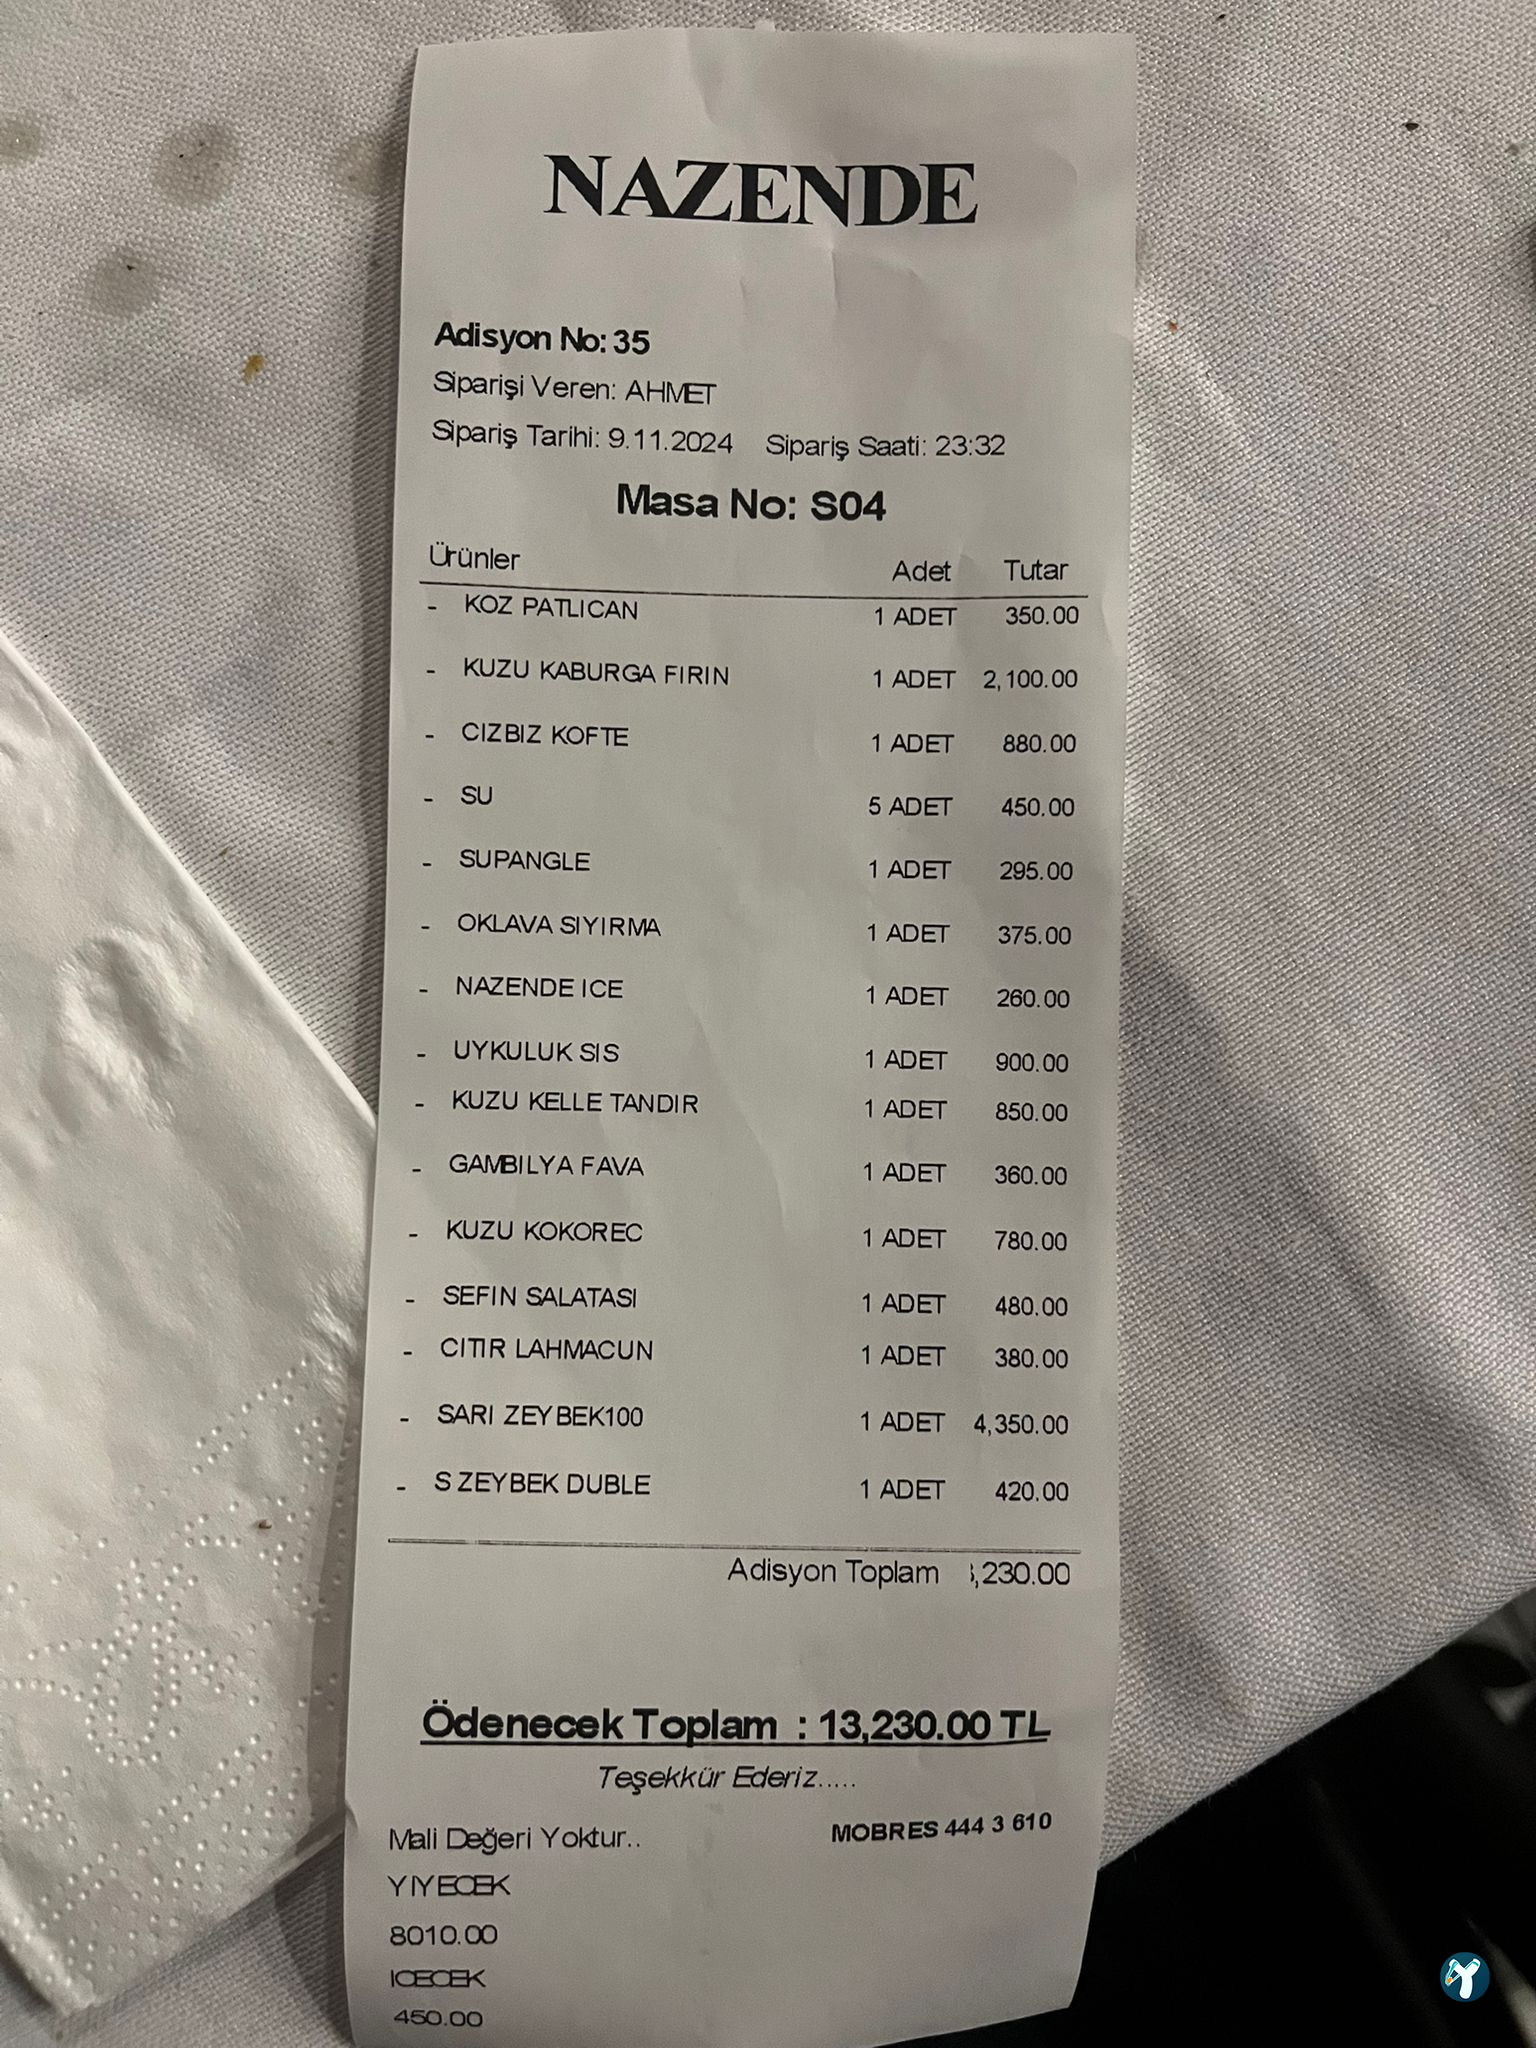 NAZENDE
Adisyon No: 35
Siparişi Veren: AHMET
Sipariş Tarihi: 9.11.2024 Sipariş Saati: 23:32
Masa No: S04
Ürünler Adet Tutar
- KOZ PATLICAN 1 ADET 350.00
- KUZU KABURGA FIRIN 1 ADET 2,100.00
- CIZBIZ KOFTE 1 ADET 880.00
- SU 5 ADET 450.00
- SUPANGLE 1 ADET 295.00
- OKLAVA SIYIRMA 1 ADET 375.00
- NAZENDE ICE 1 ADET 260.00
- UYKULUK SIS 1 ADET 900.00
- KUZU KELLE TANDIR 1 ADET 850.00
- GAMBILYA FAVA 1 ADET 360.00
- KUZU KOKOREC 1 ADET 780.00
- SEFIN SALATASI 1 ADET 480.00
- CITIR LAHMACUN 1 ADET 380.00
- SARI ZEYBEK100 1 ADET 4,350.00
- S ZEYBEK DUBLE 1 ADET 420.00
Adisyon Toplam ,230.00
Ödenecek Toplam : 13,230.00 TL
Teşekkür Ederiz.....
Mali Değeri Yoktur.. MOBRES 444 3 610
YIYECEK
8010.00
ICECEK
450.00